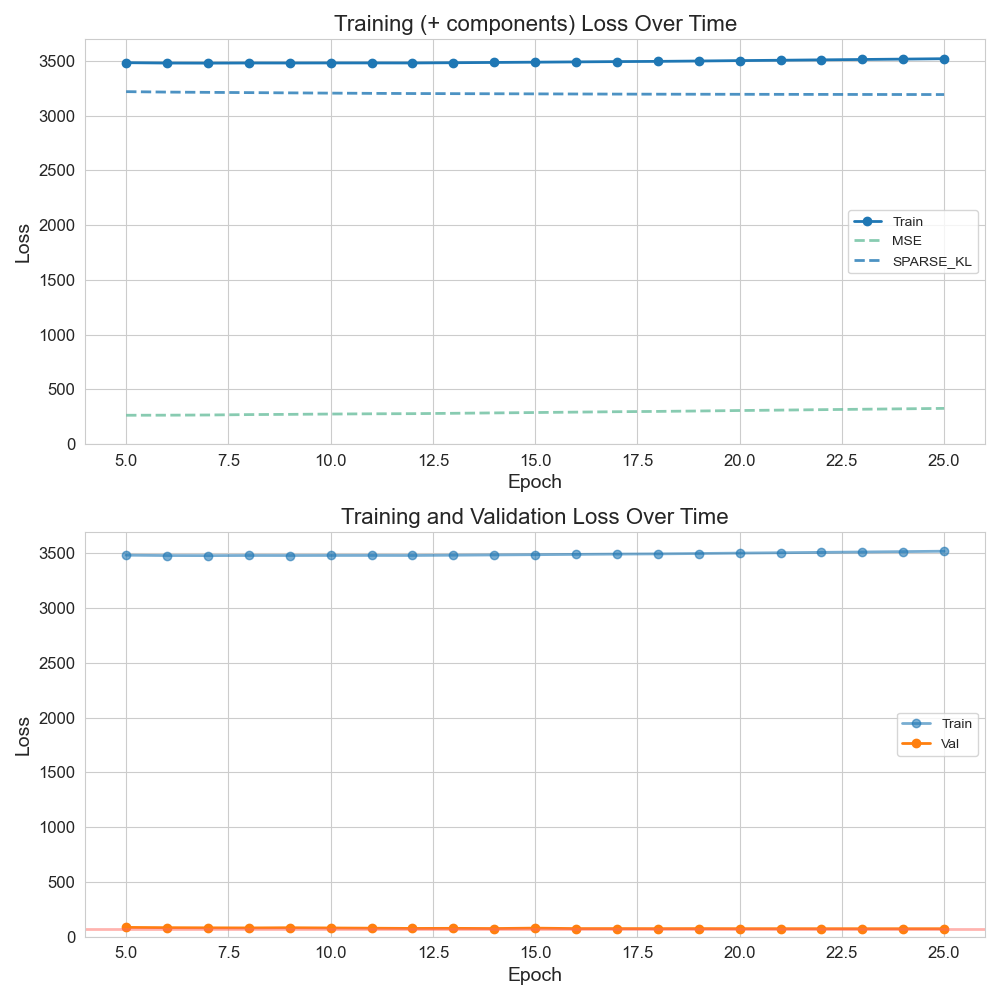 Training (+ components) Loss Over Time
Loss
3500
3000
2500
2000
1500
1000
500
0
Train
MSE
SPARSE_KL
5.0 7.5 10.0 12.5 15.0 17.5 20.0 22.5 25.0
Epoch
Training and Validation Loss Over Time
Loss
3500
3000
2500
2000
1500
1000
500
0
Train
Val
5.0 7.5 10.0 12.5 15.0 17.5 20.0 22.5 25.0
Epoch